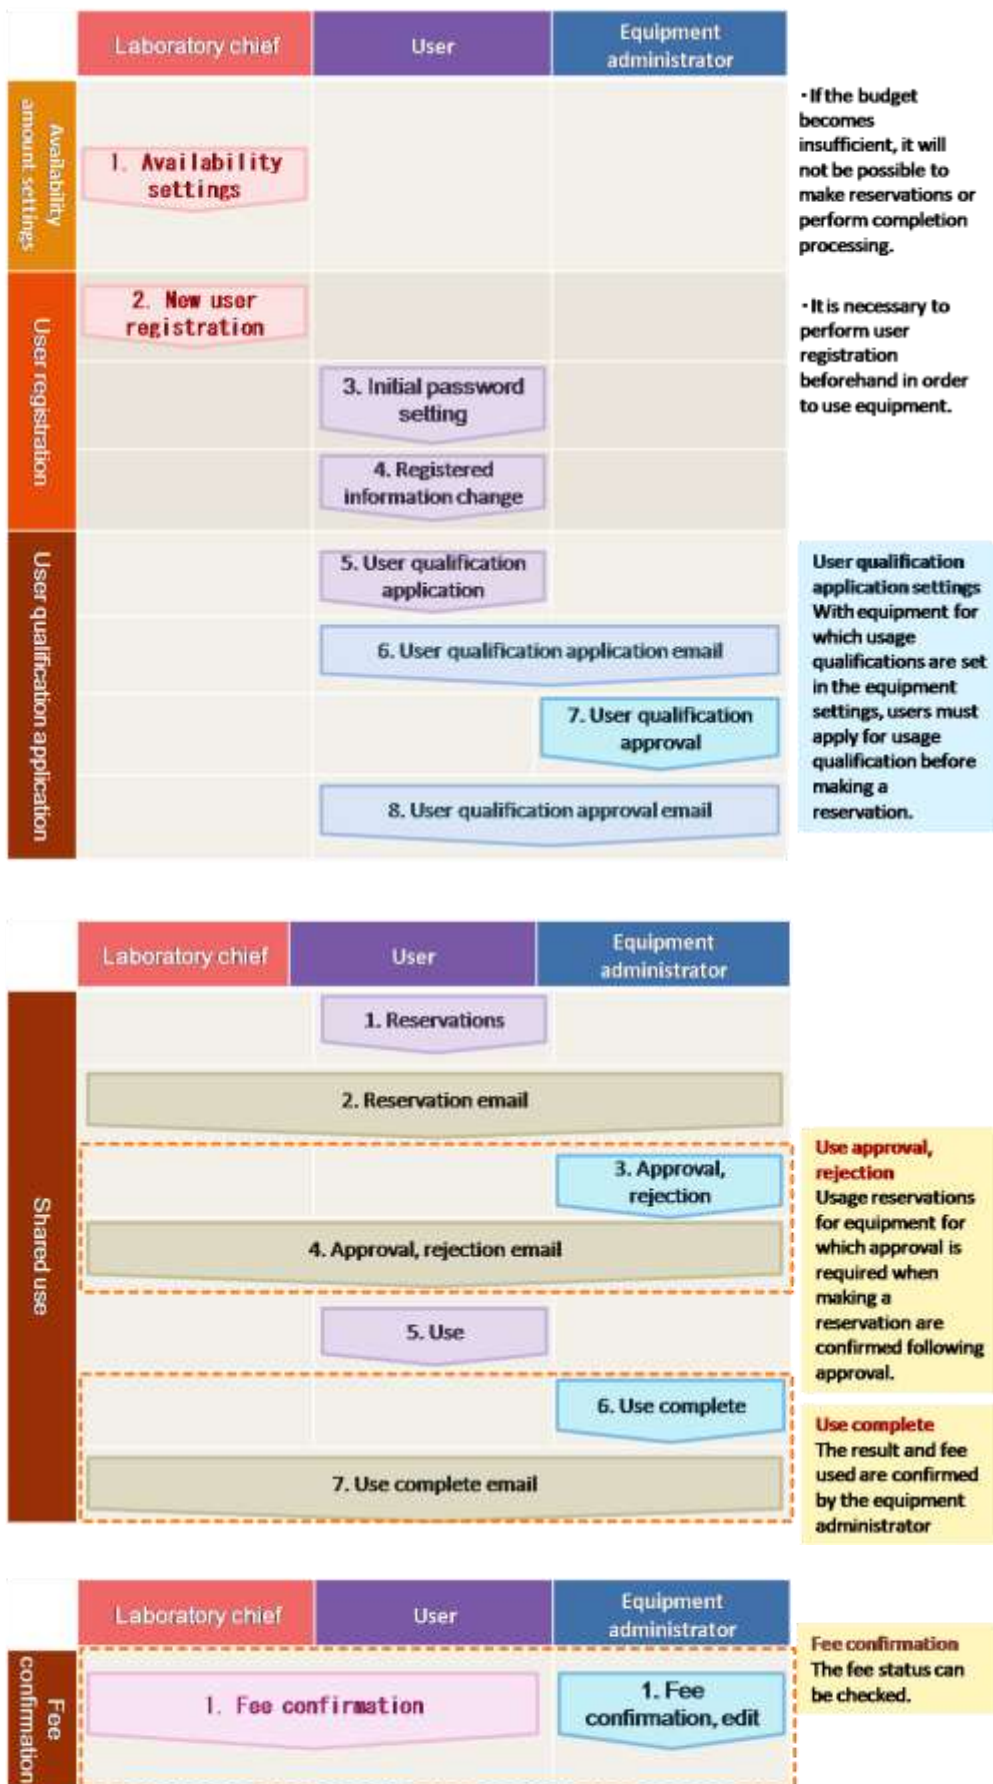 Laboratory chief
User
Equipment
administrator
Availability
amount settings
1. Availability
settings
・If the budget
becomes
insufficient, it will
not be possible to
make reservations or
perform completion
processing.
User registration
2. New user
registration
・It is necessary to
perform user
registration
beforehand in order
to use equipment.
3. Initial password
setting
4. Registered
information change
User qualification application
5. User qualification
application
6. User qualification application email
7. User qualification
approval
8. User qualification approval email
User qualification
application settings
With equipment for
which usage
qualifications are set
in the equipment
settings, users must
apply for usage
qualification before
making a
reservation.
Laboratory chief
User
Equipment
administrator
Shared use
1. Reservations
2. Reservation email
3. Approval,
rejection
4. Approval, rejection email
5. Use
6. Use complete
7. Use complete email
Use approval,
rejection
Usage reservations
for equipment for
which approval is
required when
making a
reservation are
confirmed following
approval.
Use complete
The result and fee
used are confirmed
by the equipment
administrator
Laboratory chief
User
Equipment
administrator
Fee
confirmation
1. Fee confirmation
1. Fee
confirmation, edit
Fee confirmation
The fee status can
be checked.